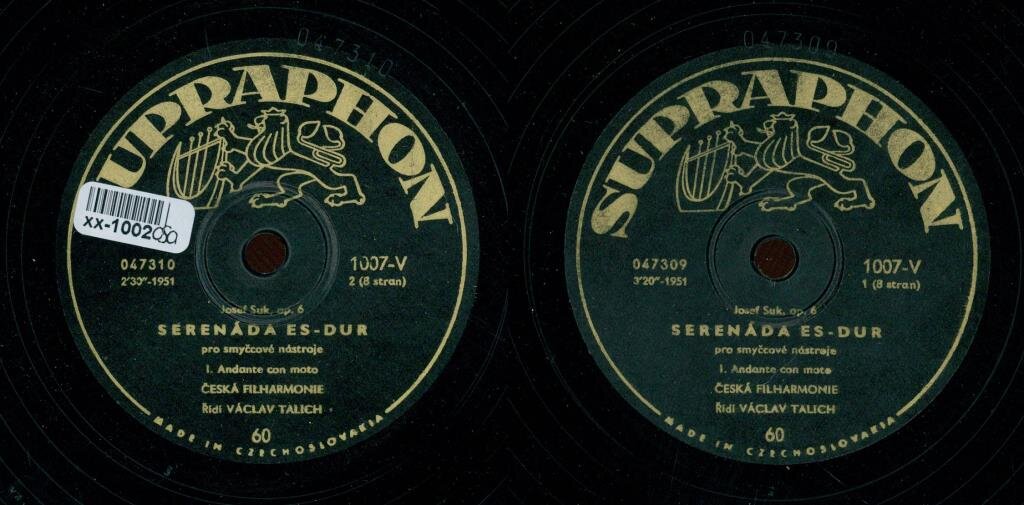 047310
UPRAPHON
XX-1002
047310
2'30"-1951
1007-V
2 (8 stran)
Josef Suk, op. 6
SERENÁDA ES-DUR
pro smyčcové nástroje
I. Andante con moto
ČESKÁ FILHARMONIE
Řídí VÁCLAV TALICH
60
MADE IN CZECHOSLOVAKIA
047309
SUPRAPHON
047309
3'20"-1951
1007-V
1 (8 stran)
Josef Suk, op. 6
SERENÁDA ES-DUR
pro smyčcové nástroje
I. Andante con moto
ČESKÁ FILHARMONIE
Řídí VÁCLAV TALICH
60
MADE IN CZECHOSLOVAKIA